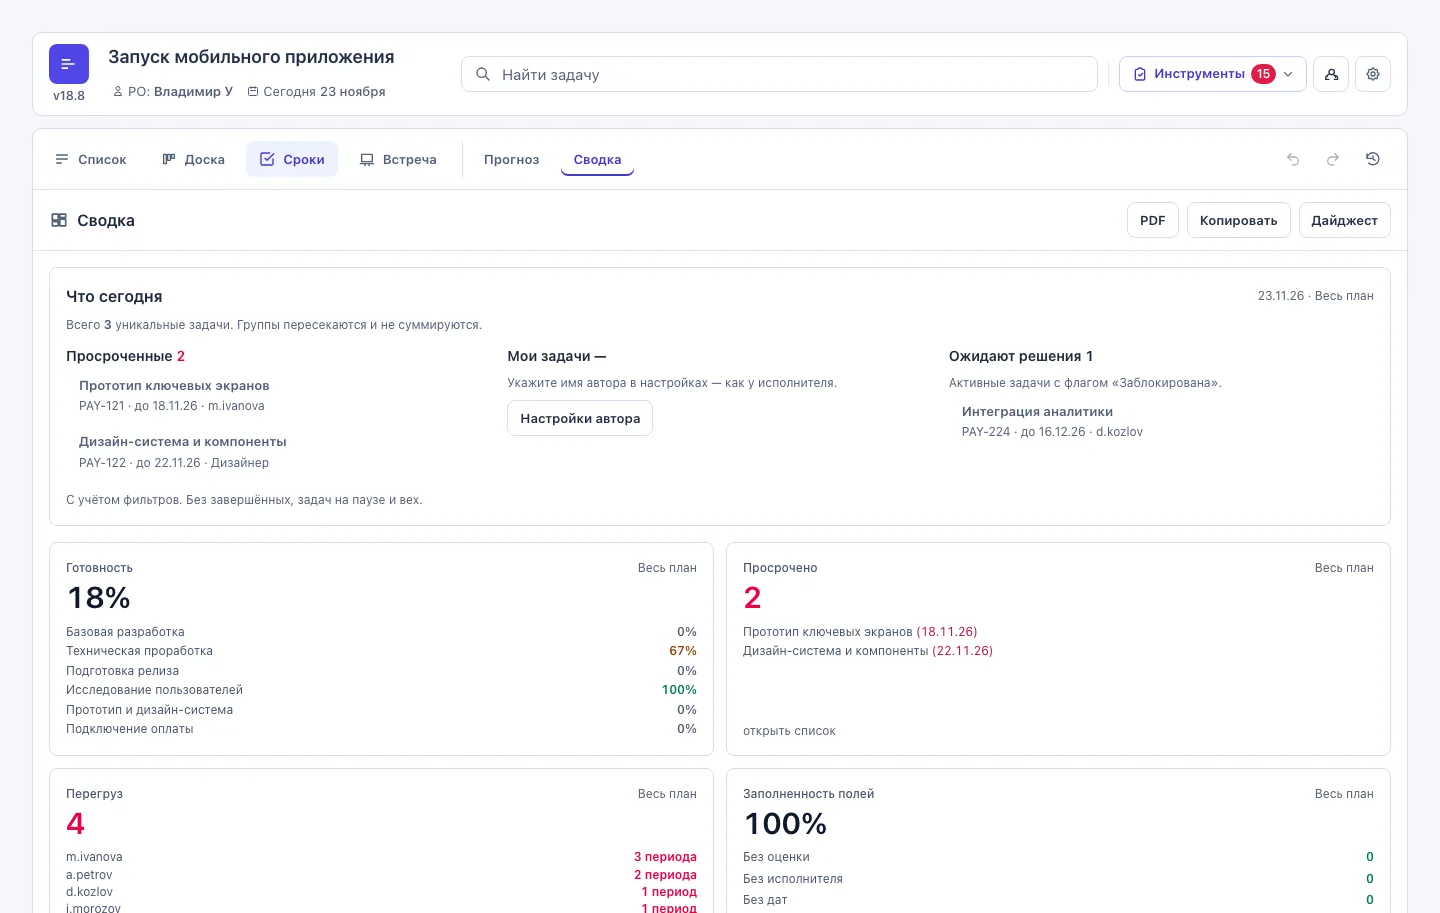 Запуск мобильного приложения
v18.8
PO: Владимир У
Сегодня 23 ноября
Найти задачу
Инструменты 15
Список
Доска
Сроки
Встреча
Прогноз
Сводка
Сводка
PDF
Копировать
Дайджест
Что сегодня
23.11.26 · Весь план
Всего 3 уникальные задачи. Группы пересекаются и не суммируются.
Просроченные 2
Прототип ключевых экранов
PAY-121 · до 18.11.26 · m.ivanova
Дизайн-система и компоненты
PAY-122 · до 22.11.26 · Дизайнер
Мои задачи —
Укажите имя автора в настройках — как у исполнителя.
Настройки автора
Ожидают решения 1
Активные задачи с флагом «Заблокирована».
Интеграция аналитики
PAY-224 · до 16.12.26 · d.kozlov
С учётом фильтров. Без завершённых, задач на паузе и вех.
Готовность
Весь план
18%
Базовая разработка 0%
Техническая проработка 67%
Подготовка релиза 0%
Исследование пользователей 100%
Прототип и дизайн-система 0%
Подключение оплаты 0%
Просрочено
Весь план
2
Прототип ключевых экранов (18.11.26)
Дизайн-система и компоненты (22.11.26)
открыть список
Перегруз
Весь план
4
m.ivanova 3 периода
a.petrov 2 периода
d.kozlov 1 период
i.morozov 1 период
Заполненность полей
Весь план
100%
Без оценки 0
Без исполнителя 0
Без дат 0